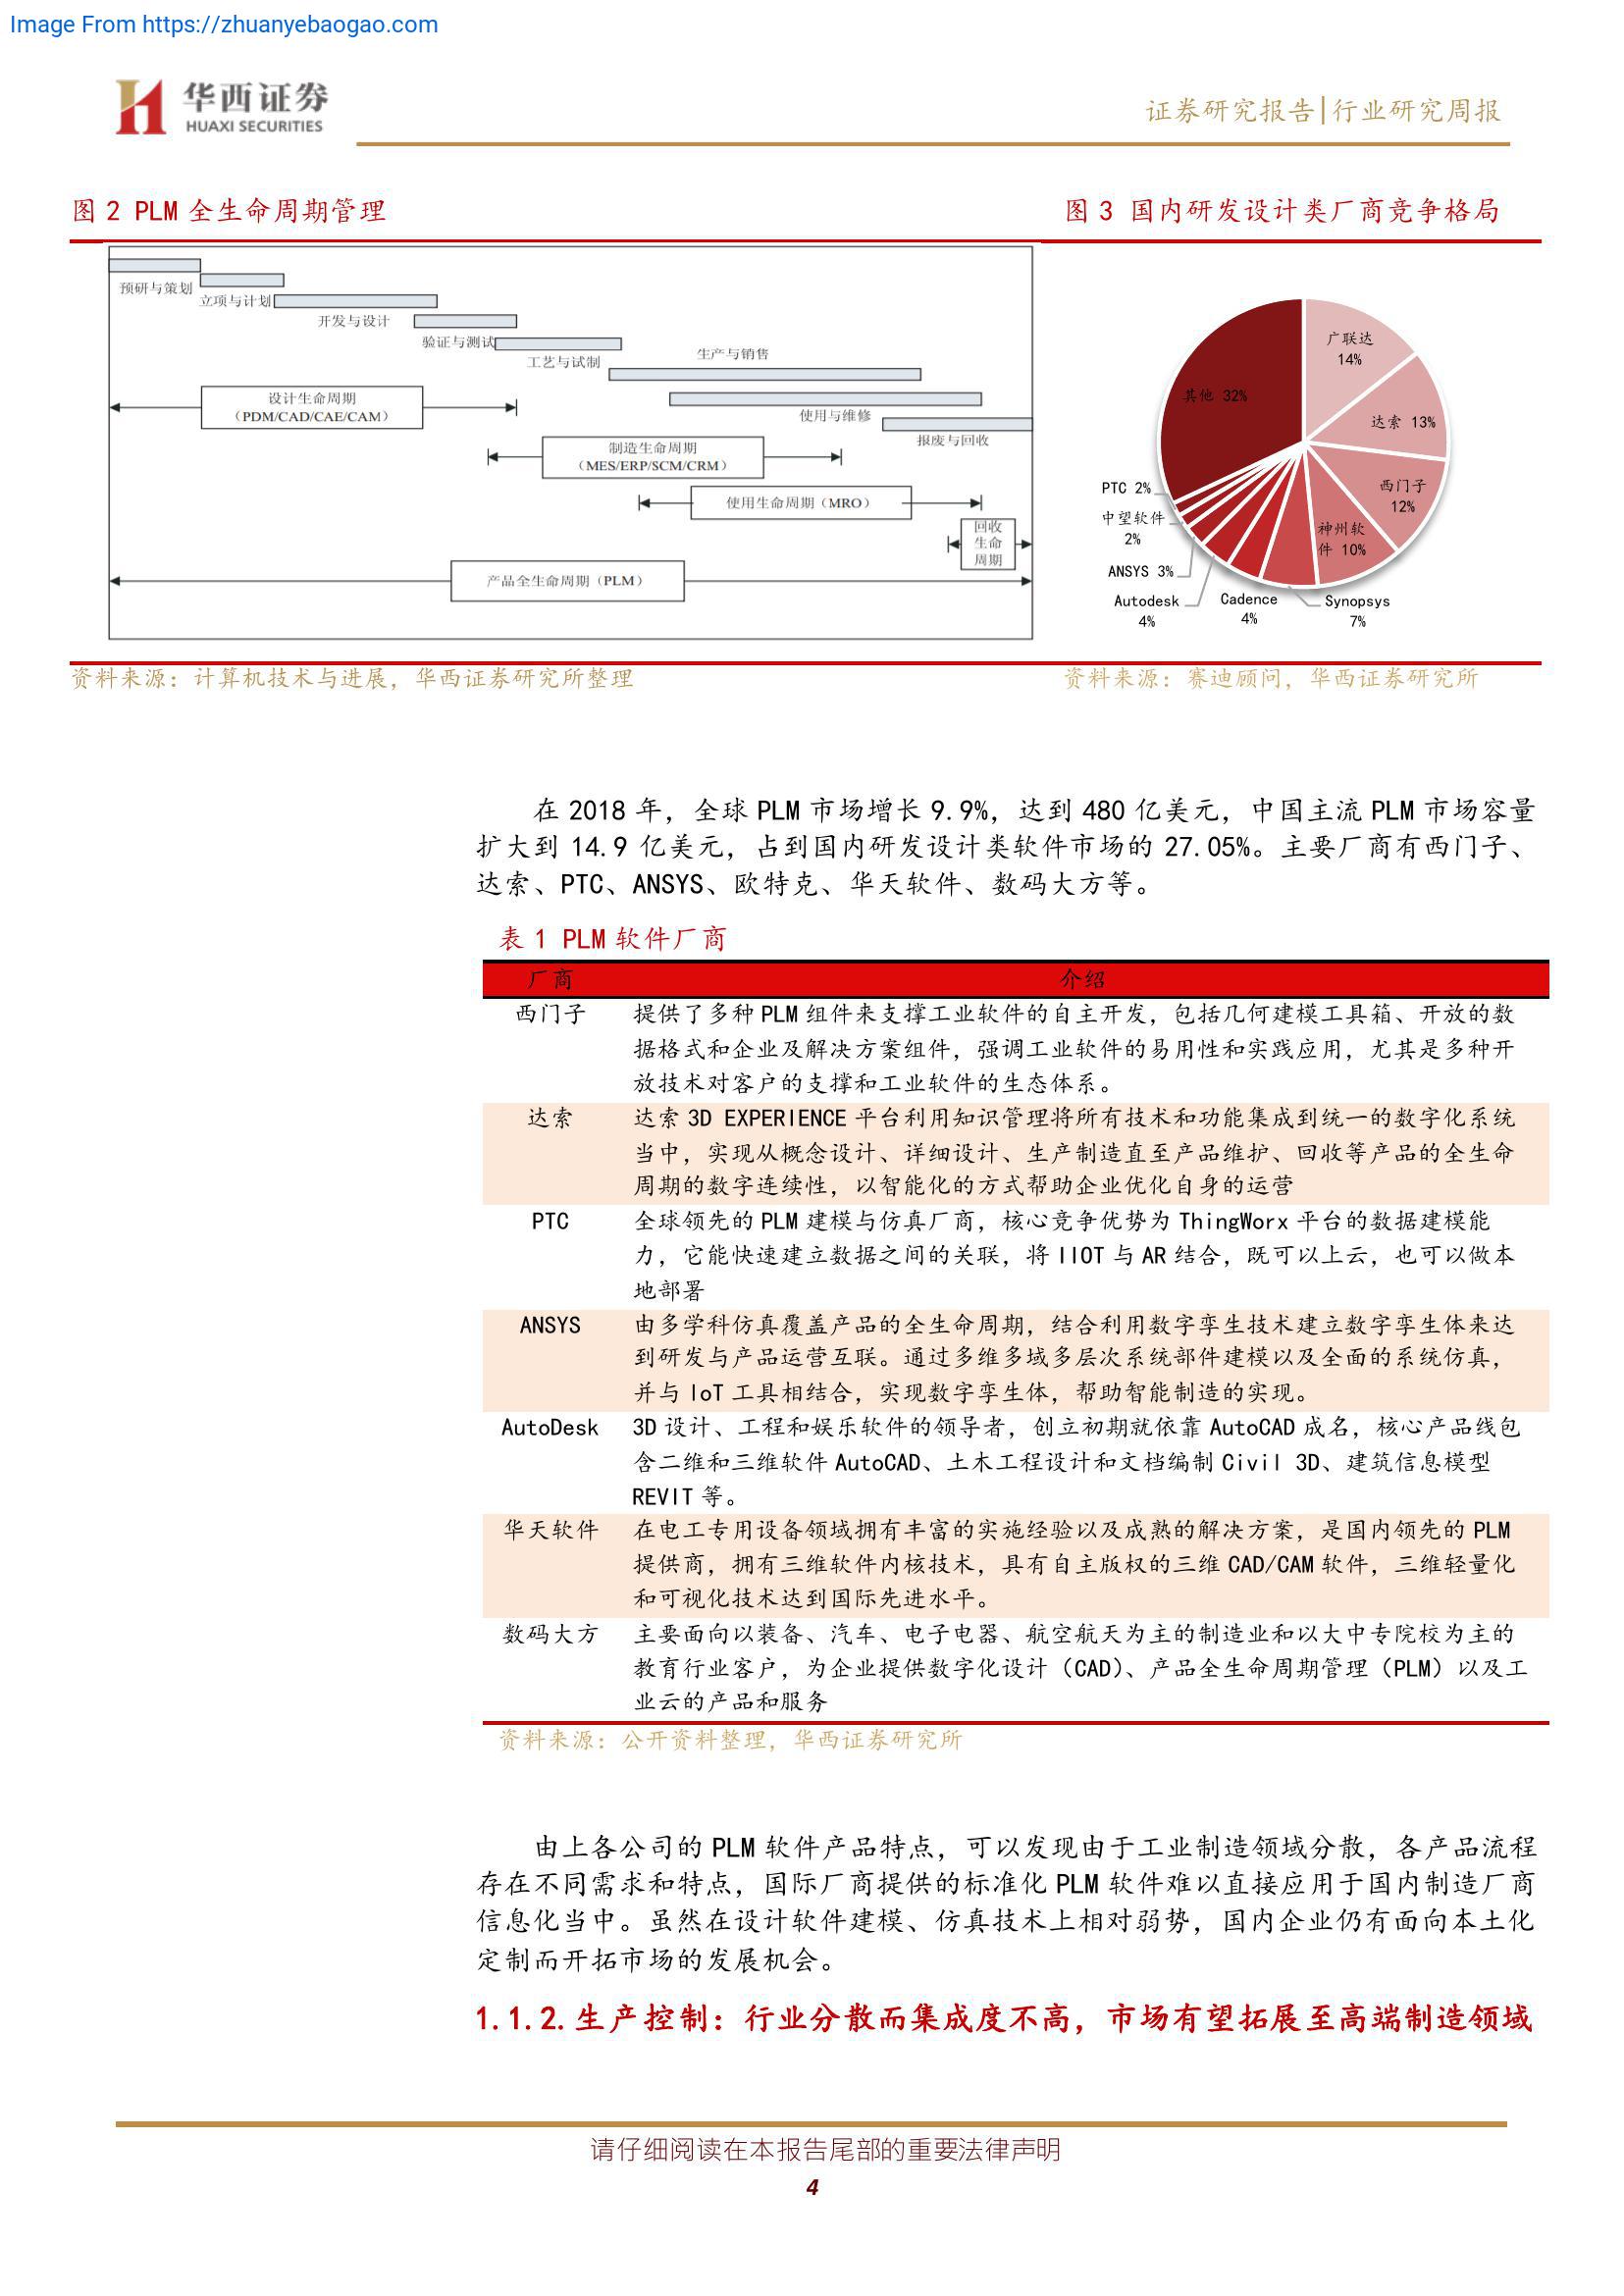 Image From https://zhuanyebaogao.com
华西证券
HUAXI SECURITIES
证券研究报告|行业研究周报
图 2 PLM 全生命周期管理
图 3 国内研发设计类厂商竞争格局
预研与策划
立项与计划
开发与设计
验证与测试
工艺与试制
生产与销售
使用与维修
报废与回收
设计生命周期
（PDM/CAD/CAE/CAM）
制造生命周期
（MES/ERP/SCM/CRM）
使用生命周期（MRO）
回收
生命
周期
产品全生命周期（PLM）
广联达
14%
达索 13%
西门子
12%
神州软
件 10%
Synopsys
7%
Cadence
4%
Autodesk
4%
ANSYS 3%
中望软件
2%
PTC 2%
其他 32%
资料来源：计算机技术与进展，华西证券研究所整理
资料来源：赛迪顾问，华西证券研究所
在 2018 年，全球 PLM 市场增长 9.9%，达到 480 亿美元，中国主流 PLM 市场容量
扩大到 14.9 亿美元，占到国内研发设计类软件市场的 27.05%。主要厂商有西门子、
达索、PTC、ANSYS、欧特克、华天软件、数码大方等。
表 1 PLM 软件厂商
厂商 介绍
西门子 提供了多种 PLM 组件来支撑工业软件的自主开发，包括几何建模工具箱、开放的数
据格式和企业及解决方案组件，强调工业软件的易用性和实践应用，尤其是多种开
放技术对客户的支撑和工业软件的生态体系。
达索 达索 3D EXPERIENCE 平台利用知识管理将所有技术和功能集成到统一的数字化系统
当中，实现从概念设计、详细设计、生产制造直至产品维护、回收等产品的全生命
周期的数字连续性，以智能化的方式帮助企业优化自身的运营
PTC 全球领先的 PLM 建模与仿真厂商，核心竞争优势为 ThingWorx 平台的数据建模能
力，它能快速建立数据之间的关联，将 IIOT 与 AR 结合，既可以上云，也可以做本
地部署
ANSYS 由多学科仿真覆盖产品的全生命周期，结合利用数字孪生技术建立数字孪生体来达
到研发与产品运营互联。通过多维多域多层次系统部件建模以及全面的系统仿真，
并与 IoT 工具相结合，实现数字孪生体，帮助智能制造的实现。
AutoDesk 3D 设计、工程和娱乐软件的领导者，创立初期就依靠 AutoCAD 成名，核心产品线包
含二维和三维软件 AutoCAD、土木工程设计和文档编制 Civil 3D、建筑信息模型
REVIT 等。
华天软件 在电工专用设备领域拥有丰富的实施经验以及成熟的解决方案，是国内领先的 PLM
提供商，拥有三维软件内核技术，具有自主版权的三维 CAD/CAM 软件，三维轻量化
和可视化技术达到国际先进水平。
数码大方 主要面向以装备、汽车、电子电器、航空航天为主的制造业和以大中专院校为主的
教育行业客户，为企业提供数字化设计（CAD）、产品全生命周期管理（PLM）以及工
业云的产品和服务
资料来源：公开资料整理，华西证券研究所
由上各公司的 PLM 软件产品特点，可以发现由于工业制造领域分散，各产品流程
存在不同需求和特点，国际厂商提供的标准化 PLM 软件难以直接应用于国内制造厂商
信息化当中。虽然在设计软件建模、仿真技术上相对弱势，国内企业仍有面向本土化
定制而开拓市场的发展机会。
1.1.2.生产控制：行业分散而集成度不高，市场有望拓展至高端制造领域
请仔细阅读在本报告尾部的重要法律声明
4